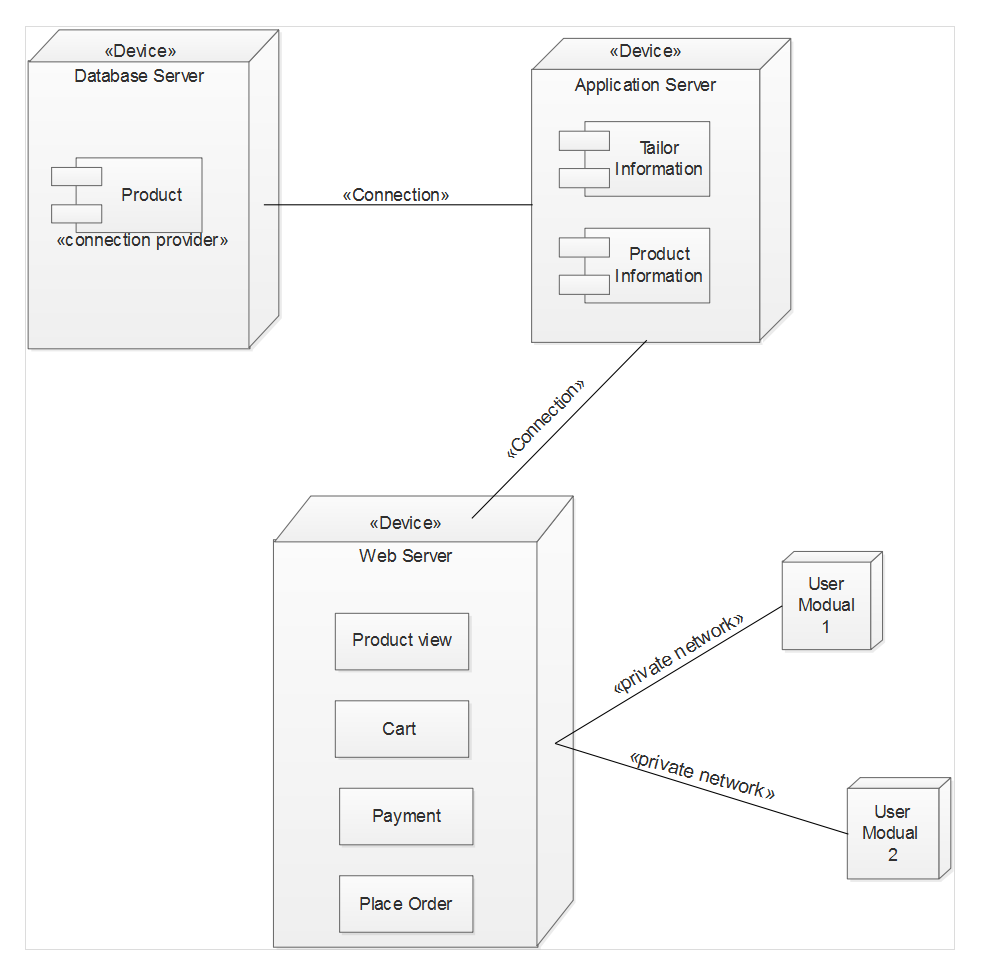 «Device»
Database Server
Product
«connection provider»
«Connection»
«Device»
Application Server
Tailor
Information
Product
Information
«Connection»
«Device»
Web Server
Product view
Cart
Payment
Place Order
«private network»
User
Modual
1
«private network»
User
Modual
2